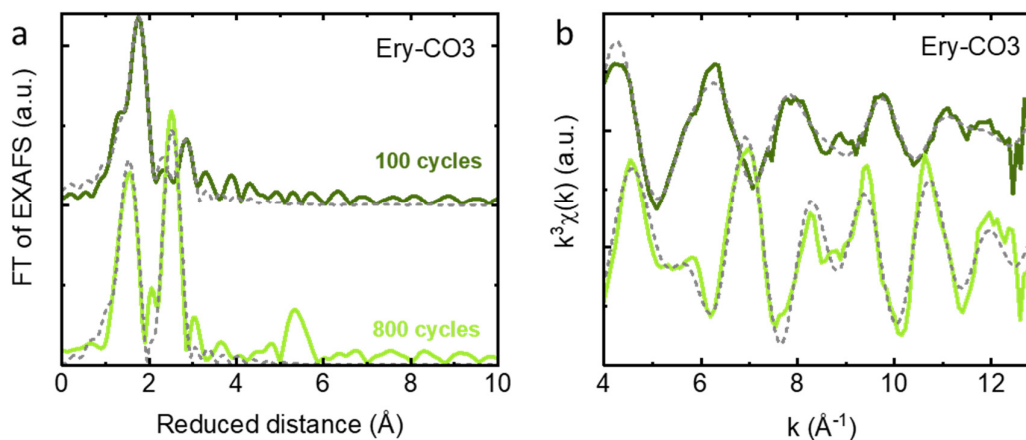 a
Ery-CO3
100 cycles
800 cycles
FT of EXAFS (a.u.)
0 2 4 6 8 10
Reduced distance (Å)
b
Ery-CO3
k³χ(k) (a.u.)
4 6 8 10 12
k (Å⁻¹)